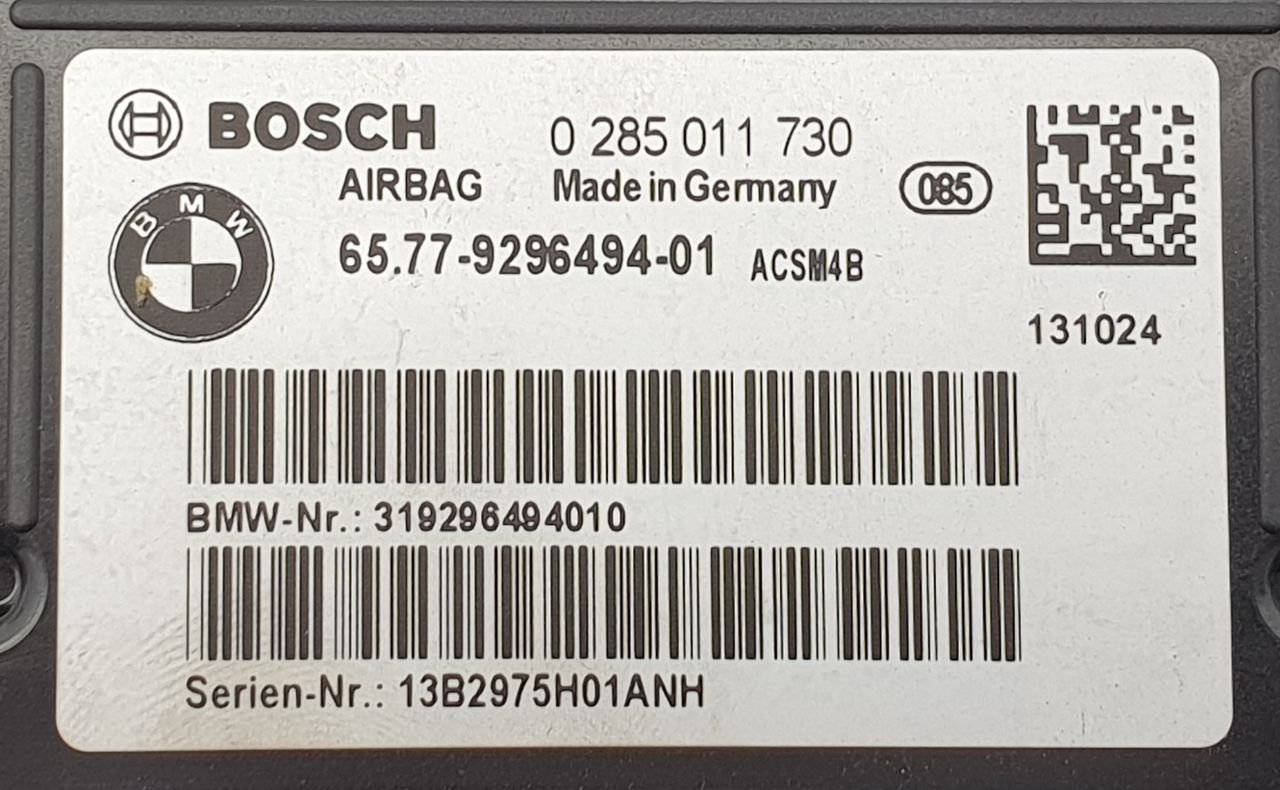 BOSCH 0 285 011 730
AIRBAG Made in Germany 085
BMW
65.77-9296494-01 ACSM4B
131024
BMW-Nr.: 319296494010
Serien-Nr.: 13B2975H01ANH